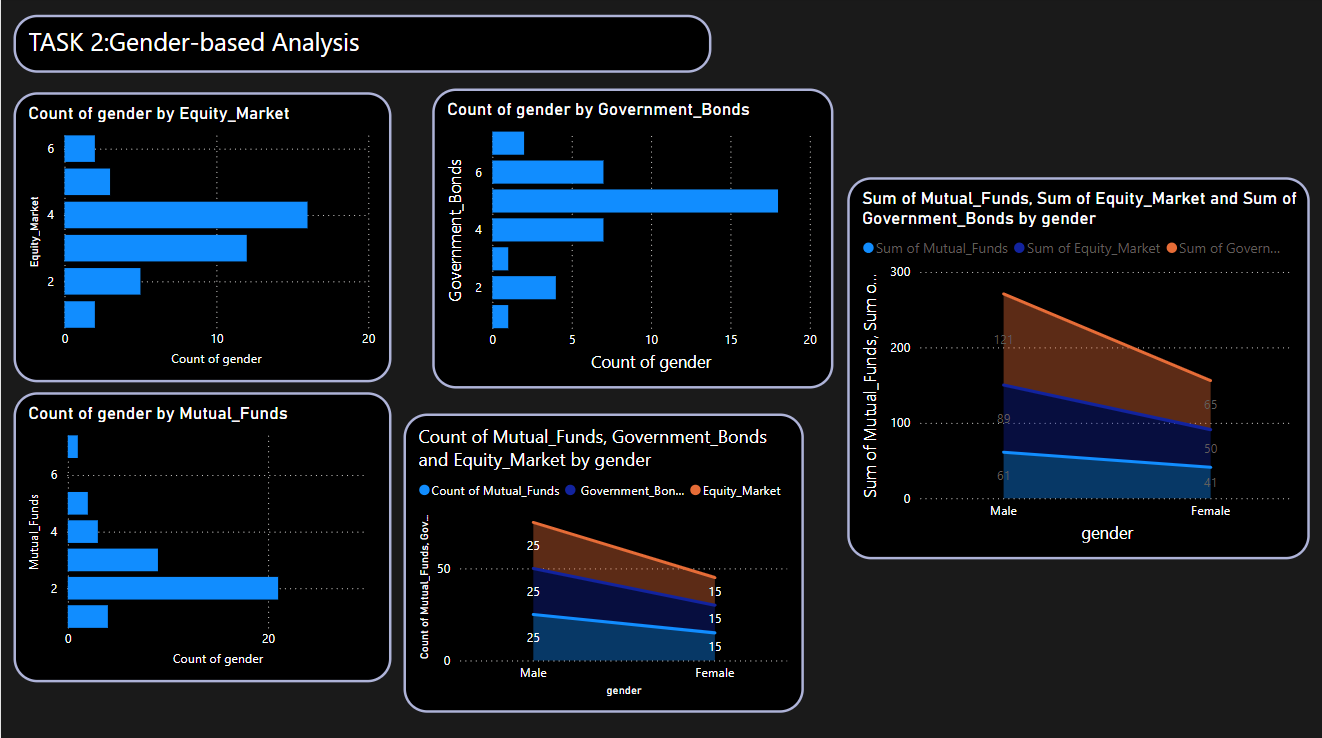 TASK 2:Gender-based Analysis
Count of gender by Equity_Market
Equity_Market
6
4
2
0
10
20
Count of gender
Count of gender by Government_Bonds
Government_Bonds
6
4
2
0
5
10
15
20
Count of gender
Sum of Mutual_Funds, Sum of Equity_Market and Sum of
Government_Bonds by gender
Sum of Mutual_Funds
Sum of Equity_Market
Sum of Govern...
Sum of Mutual_Funds, Sum o...
300
200
100
0
121
89
61
65
50
41
Male
Female
gender
Count of gender by Mutual_Funds
Mutual_Funds
6
4
2
0
20
Count of gender
Count of Mutual_Funds, Government_Bonds
and Equity_Market by gender
Count of Mutual_Funds
Government_Bon...
Equity_Market
Count of Mutual_Funds, Gov...
50
0
25
25
25
15
15
15
Male
Female
gender